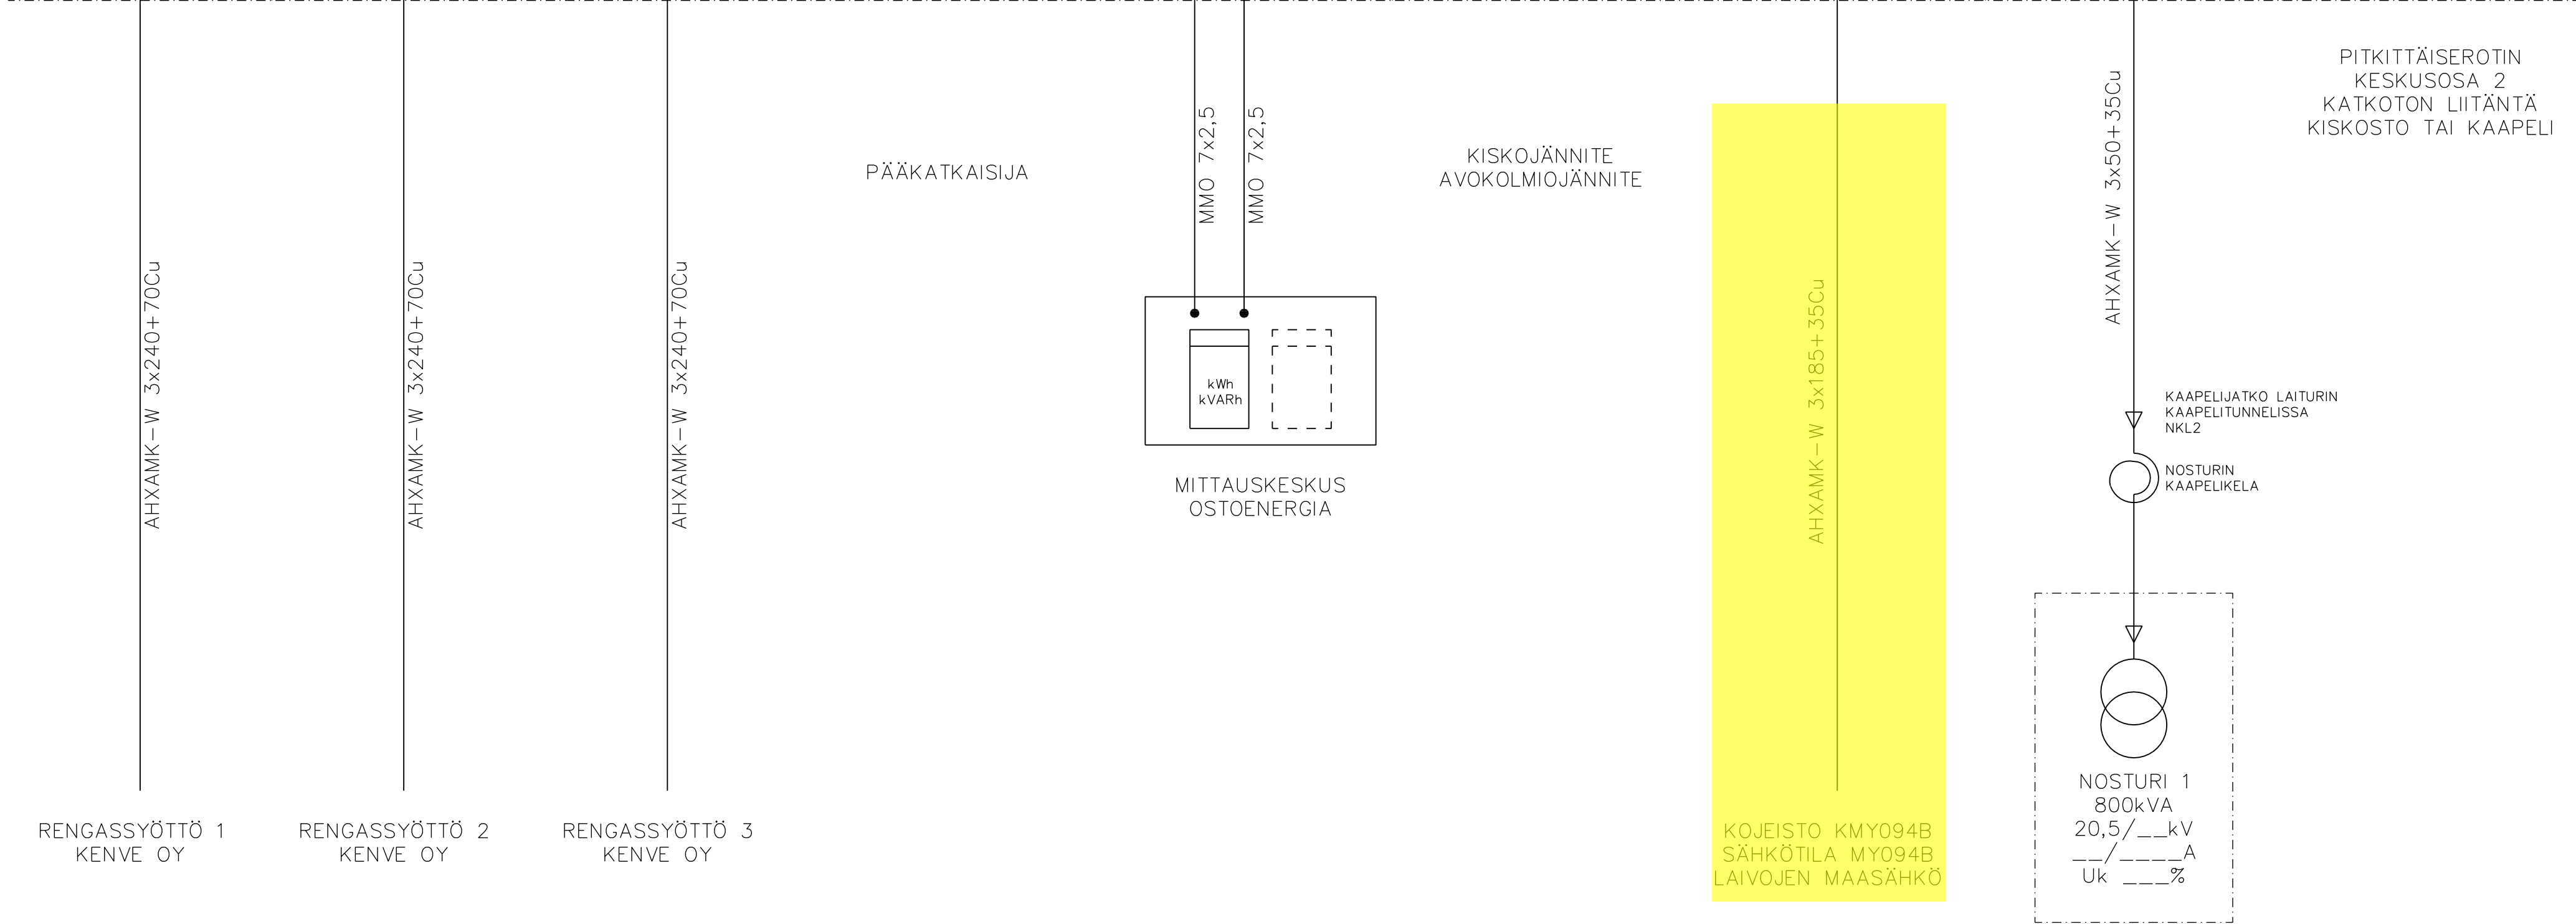 AHXAMK-W 3x240+70Cu
RENGASSYÖTTÖ 1
KENVE OY
AHXAMK-W 3x240+70Cu
RENGASSYÖTTÖ 2
KENVE OY
AHXAMK-W 3x240+70Cu
RENGASSYÖTTÖ 3
KENVE OY
PÄÄKATKAISIJA
MMO 7x2,5
MMO 7x2,5
kWh
kVARh
MITTAUSKESKUS
OSTOENERGIA
KISKOJÄNNITE
AVOKOLMIOJÄNNITE
AHXAMK-W 3x185+35Cu
KOJEISTO KMY094B
SÄHKÖTILA MY094B
LAIVOJEN MAASÄHKÖ
AHXAMK-W 3x50+35Cu
KAAPELIJATKO LAITURIN
KAAPELITUNNELISSA
NKL2
NOSTURIN
KAAPELIKELA
NOSTURI 1
800kVA
20,5/__kV
__/____A
Uk ___%
PITKITTÄISEROTIN
KESKUSOSA 2
KATKOTON LIITÄNTÄ
KISKOSTO TAI KAAPELI